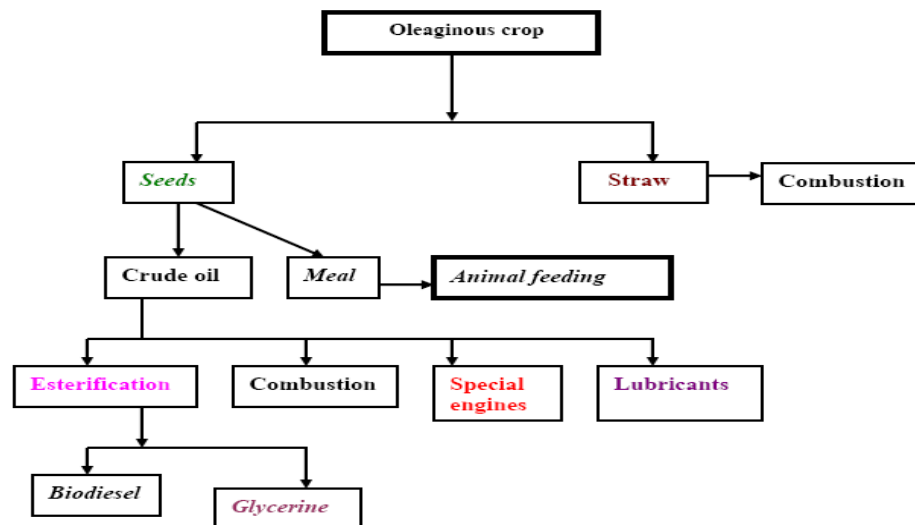 Oleaginous crop
Seeds
Straw
Combustion
Crude oil
Meal
Animal feeding
Esterification
Combustion
Special
engines
Lubricants
Biodiesel
Glycerine